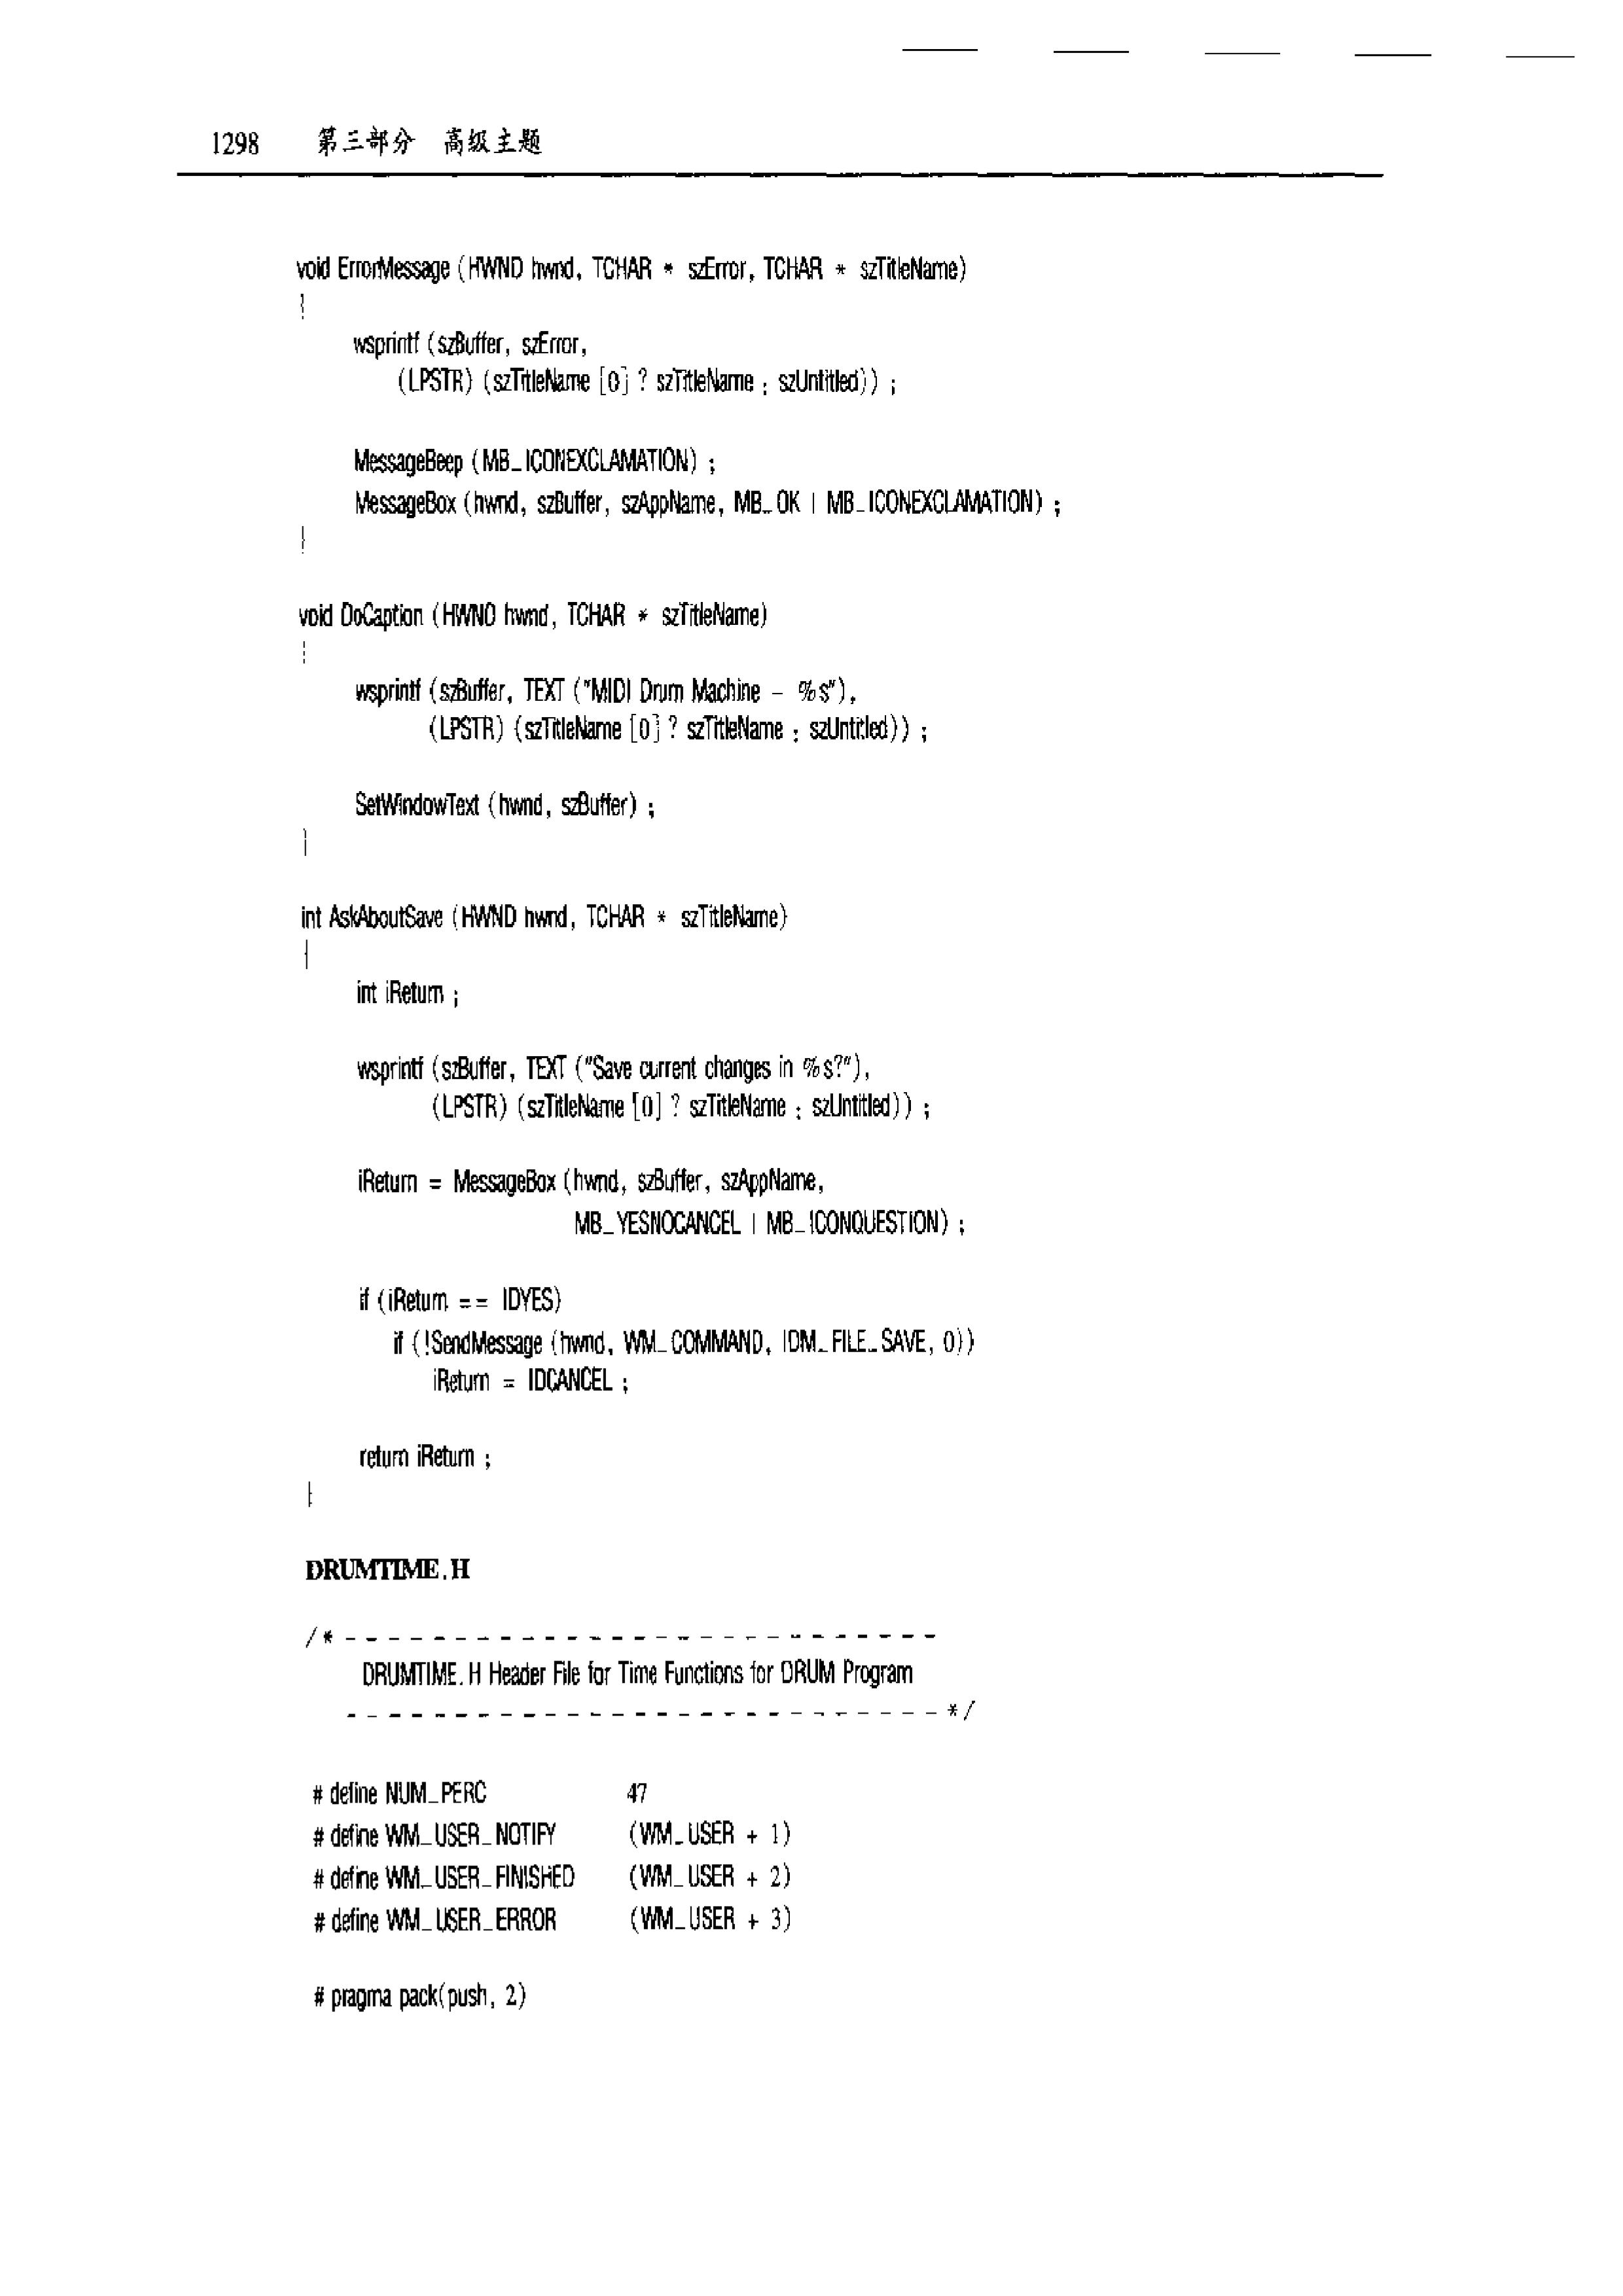 1298 第三部分 高级主题
void ErrorMessage (HWND hwnd, TCHAR * szError, TCHAR * szTitleName)
{
wsprintf (szBuffer, szError,
(LPSTR) (szTitleName [0] ? szTitleName : szUntitled)) ;
MessageBeep (MB_ICONEXCLAMATION) ;
MessageBox (hwnd, szBuffer, szAppName, MB_OK | MB_ICONEXCLAMATION) ;
}
void DoCaption (HWND hwnd, TCHAR * szTitleName)
{
wsprintf (szBuffer, TEXT ("MIDI Drum Machine - %s"),
(LPSTR) (szTitleName [0] ? szTitleName : szUntitled)) ;
SetWindowText (hwnd, szBuffer) ;
}
int AskAboutSave (HWND hwnd, TCHAR * szTitleName)
{
int iReturn ;
wsprintf (szBuffer, TEXT ("Save current changes in %s?"),
(LPSTR) (szTitleName [0] ? szTitleName : szUntitled)) ;
iReturn = MessageBox (hwnd, szBuffer, szAppName,
MB_YESNOCANCEL | MB_ICONQUESTION) ;
if (iReturn == IDYES)
if (!SendMessage (hwnd, WM_COMMAND, IDM_FILE_SAVE, 0))
iReturn = IDCANCEL ;
return iReturn ;
}
DRUMTIME.H
/* - - - - - - - - - - - - - - - - - - - - - - - - - - -
DRUMTIME.H Header File for Time Functions for DRUM Program
- - - - - - - - - - - - - - - - - - - - - - - - - - - */
# define NUM_PERC 47
# define WM_USER_NOTIFY (WM_USER + 1)
# define WM_USER_FINISHED (WM_USER + 2)
# define WM_USER_ERROR (WM_USER + 3)
# pragma pack(push, 2)